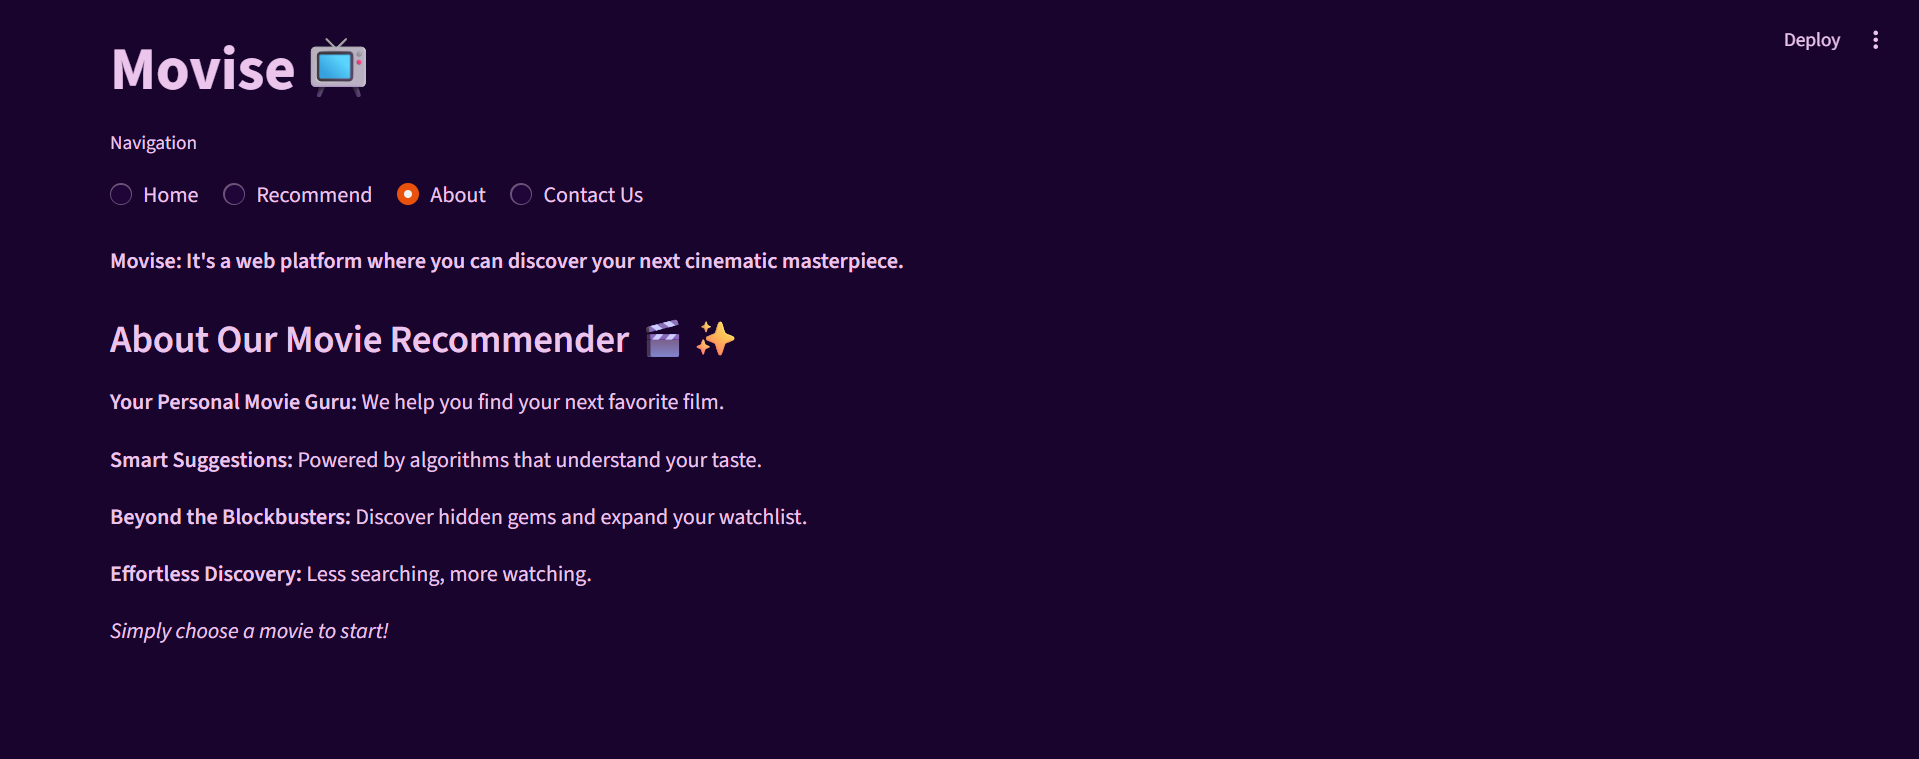 Deploy
Movise 📺
Navigation
Home Recommend About Contact Us
Movise: It's a web platform where you can discover your next cinematic masterpiece.
About Our Movie Recommender 🎬 ✨
Your Personal Movie Guru: We help you find your next favorite film.
Smart Suggestions: Powered by algorithms that understand your taste.
Beyond the Blockbusters: Discover hidden gems and expand your watchlist.
Effortless Discovery: Less searching, more watching.
Simply choose a movie to start!